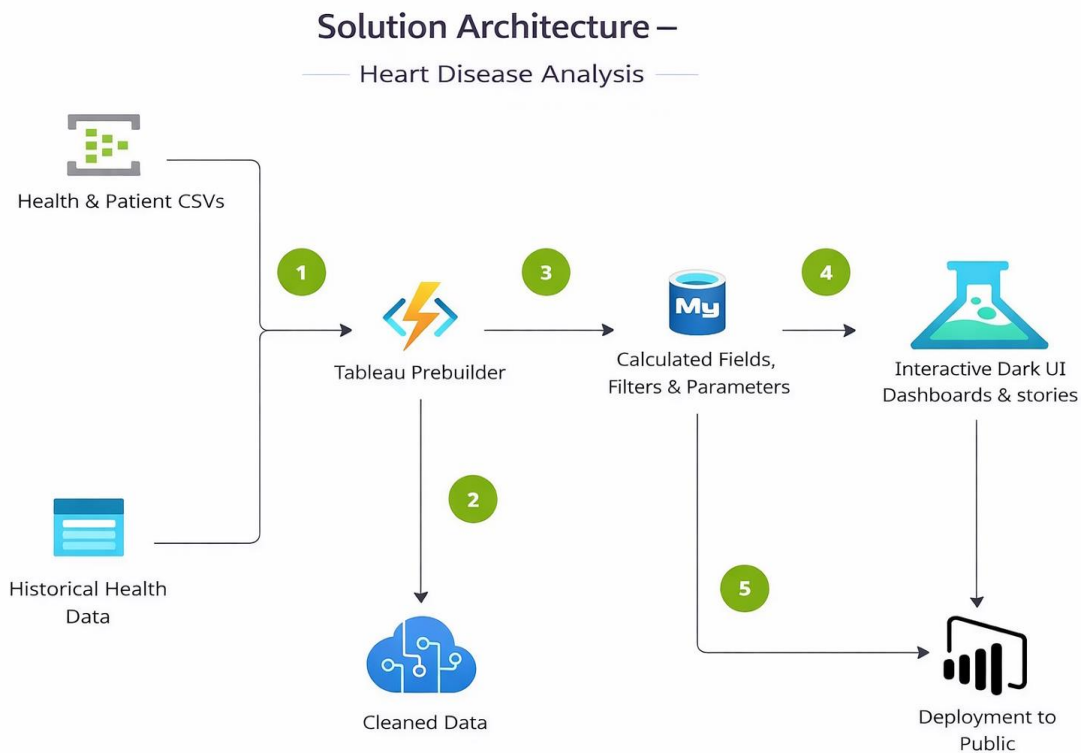 Solution Architecture –
Heart Disease Analysis
Health & Patient CSVs
1
3
4
My
Tableau Prebuilder
Calculated Fields,
Filters & Parameters
Interactive Dark UI
Dashboards & stories
2
Historical Health
Data
5
Cleaned Data
Deployment to
Public